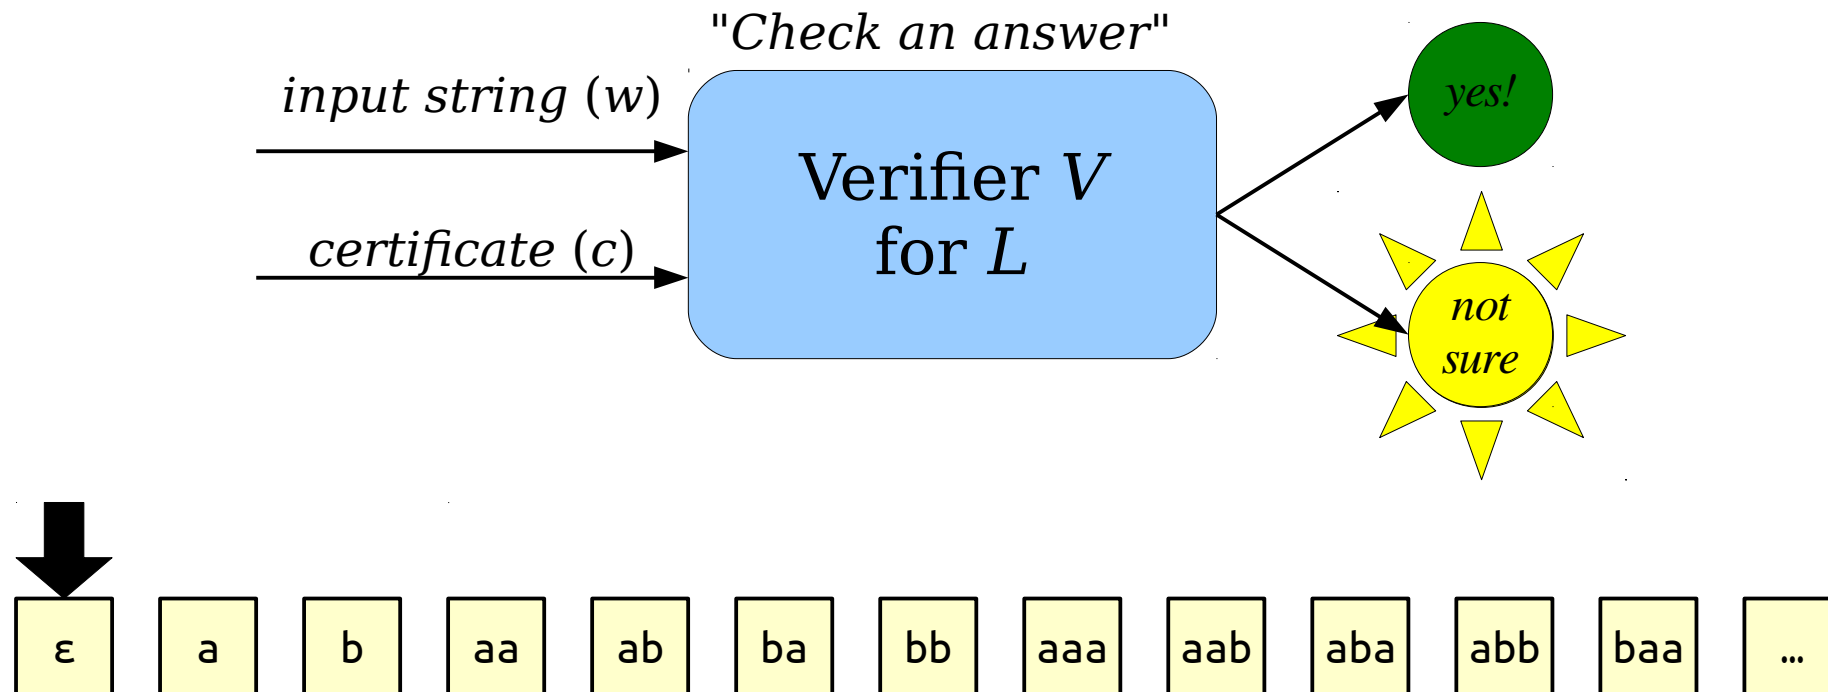 "Check an answer"
input string (w)
certificate (c)
Verifier V
for L
yes!
not
sure
ε a b aa ab ba bb aaa aab aba abb baa ...